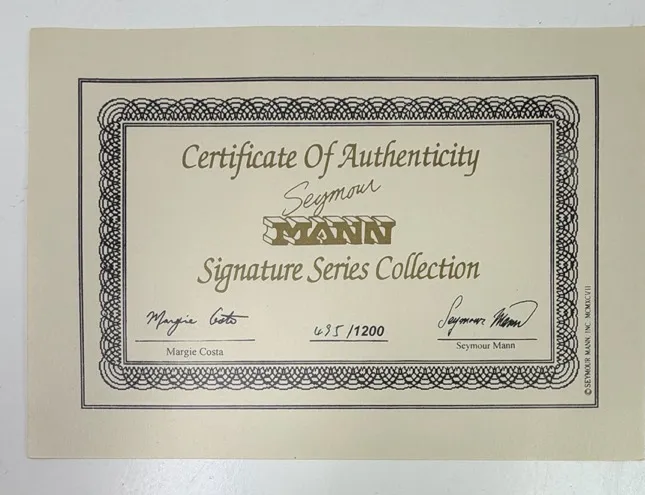 Certificate Of Authenticity
Seymour
MANN
Signature Series Collection
Margie Costa
495/1200
Seymour Mann
Margie Costa
Seymour Mann
© SEYMOUR MANN, INC. MCMXCVII